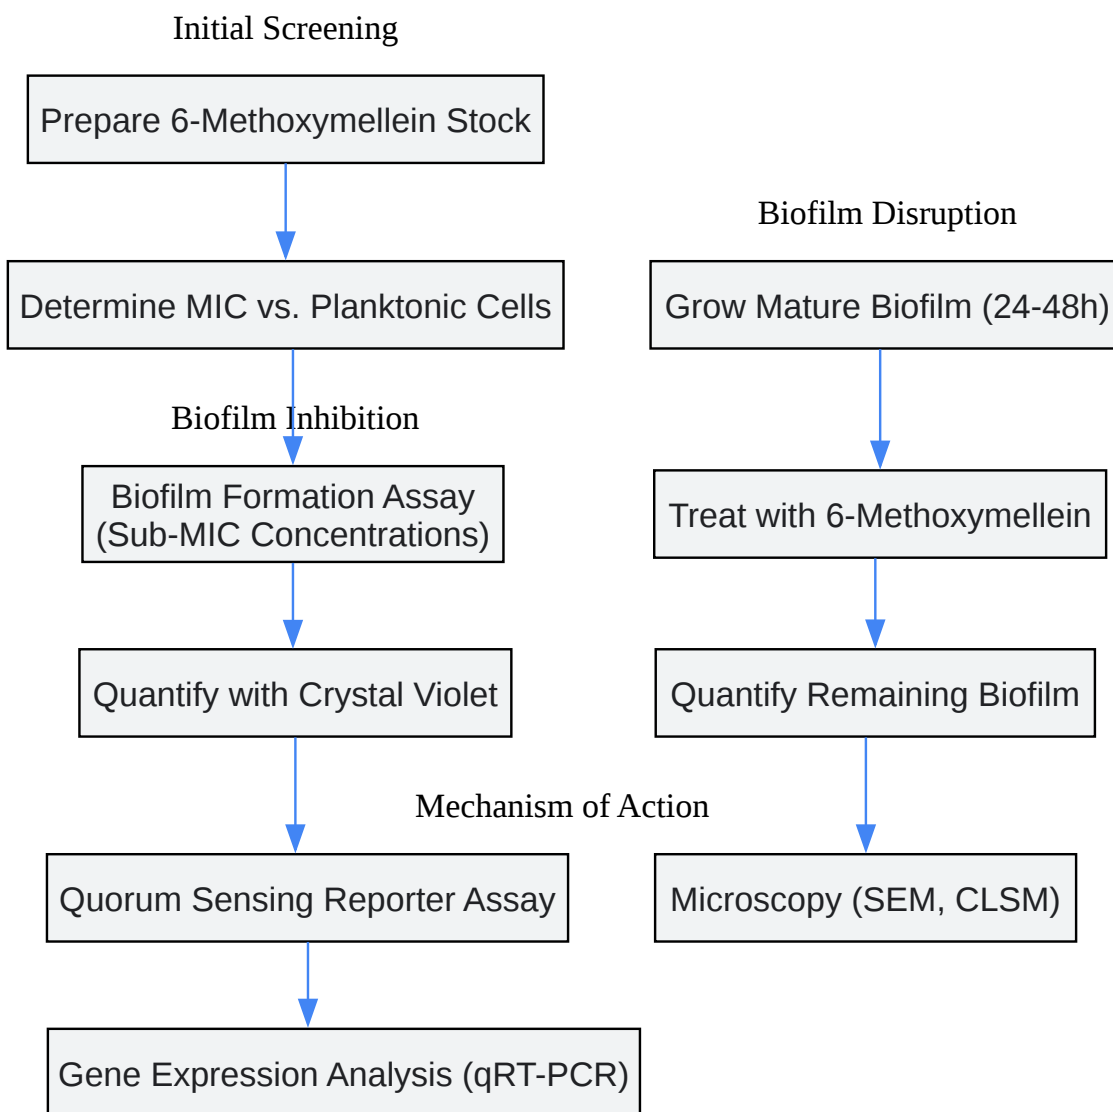 Initial Screening
Prepare 6-Methoxymellein Stock
Determine MIC vs. Planktonic Cells
Biofilm Inhibition
Biofilm Formation Assay
(Sub-MIC Concentrations)
Quantify with Crystal Violet
Biofilm Disruption
Grow Mature Biofilm (24-48h)
Treat with 6-Methoxymellein
Quantify Remaining Biofilm
Mechanism of Action
Quorum Sensing Reporter Assay
Gene Expression Analysis (qRT-PCR)
Microscopy (SEM, CLSM)